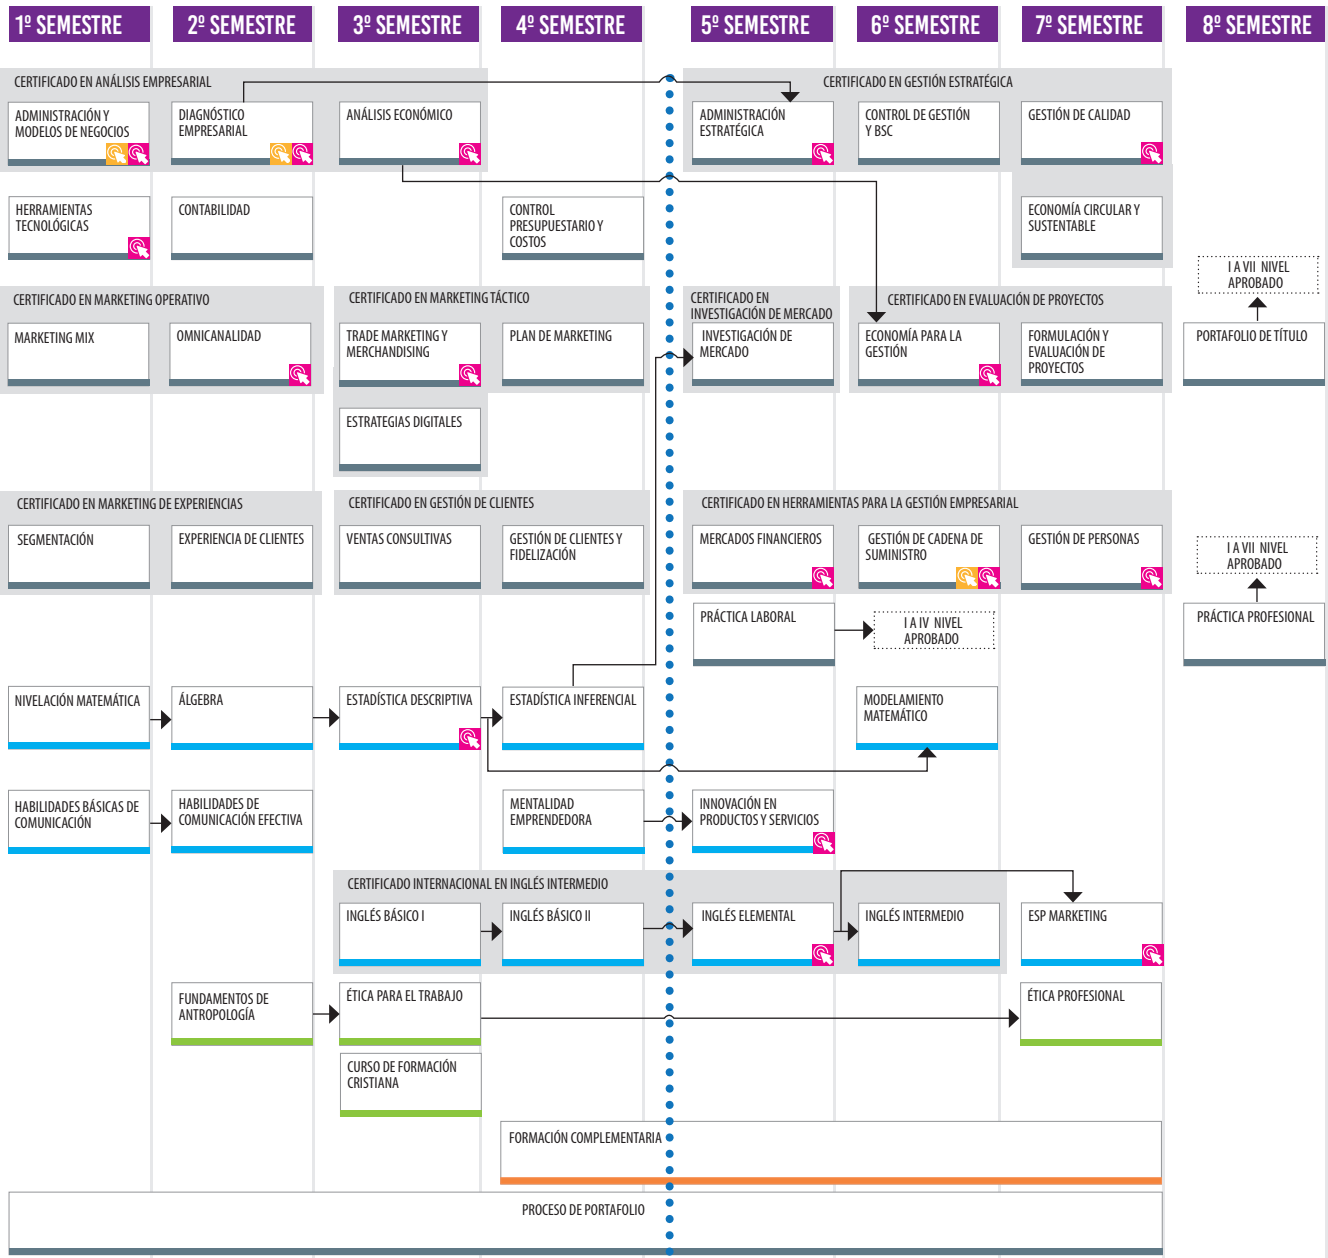 1º SEMESTRE
2º SEMESTRE
3º SEMESTRE
4º SEMESTRE
5º SEMESTRE
6º SEMESTRE
7º SEMESTRE
8º SEMESTRE
CERTIFICADO EN ANÁLISIS EMPRESARIAL
CERTIFICADO EN GESTIÓN ESTRATÉGICA
ADMINISTRACIÓN Y
MODELOS DE NEGOCIOS
DIAGNÓSTICO
EMPRESARIAL
ANÁLISIS ECONÓMICO
ADMINISTRACIÓN
ESTRATÉGICA
CONTROL DE GESTIÓN
Y BSC
GESTIÓN DE CALIDAD
HERRAMIENTAS
TECNOLÓGICAS
CONTABILIDAD
CONTROL
PRESUPUESTARIO Y
COSTOS
ECONOMÍA CIRCULAR Y
SUSTENTABLE
I A VII NIVEL
APROBADO
CERTIFICADO EN MARKETING OPERATIVO
CERTIFICADO EN MARKETING TÁCTICO
CERTIFICADO EN
INVESTIGACIÓN DE MERCADO
CERTIFICADO EN EVALUACIÓN DE PROYECTOS
MARKETING MIX
OMNICANALIDAD
TRADE MARKETING Y
MERCHANDISING
PLAN DE MARKETING
INVESTIGACIÓN DE
MERCADO
ECONOMÍA PARA LA
GESTIÓN
FORMULACIÓN Y
EVALUACIÓN DE
PROYECTOS
PORTAFOLIO DE TÍTULO
ESTRATEGIAS DIGITALES
CERTIFICADO EN MARKETING DE EXPERIENCIAS
CERTIFICADO EN GESTIÓN DE CLIENTES
CERTIFICADO EN HERRAMIENTAS PARA LA GESTIÓN EMPRESARIAL
SEGMENTACIÓN
EXPERIENCIA DE CLIENTES
VENTAS CONSULTIVAS
GESTIÓN DE CLIENTES Y
FIDELIZACIÓN
MERCADOS FINANCIEROS
GESTIÓN DE CADENA DE
SUMINISTRO
GESTIÓN DE PERSONAS
I A VII NIVEL
APROBADO
PRÁCTICA LABORAL
I A IV NIVEL
APROBADO
PRÁCTICA PROFESIONAL
NIVELACIÓN MATEMÁTICA
ÁLGEBRA
ESTADÍSTICA DESCRIPTIVA
ESTADÍSTICA INFERENCIAL
MODELAMIENTO
MATEMÁTICO
HABILIDADES BÁSICAS DE
COMUNICACIÓN
HABILIDADES DE
COMUNICACIÓN EFECTIVA
MENTALIDAD
EMPRENDEDORA
INNOVACIÓN EN
PRODUCTOS Y SERVICIOS
CERTIFICADO INTERNACIONAL EN INGLÉS INTERMEDIO
INGLÉS BÁSICO I
INGLÉS BÁSICO II
INGLÉS ELEMENTAL
INGLÉS INTERMEDIO
ESP MARKETING
FUNDAMENTOS DE
ANTROPOLOGÍA
ÉTICA PARA EL TRABAJO
ÉTICA PROFESIONAL
CURSO DE FORMACIÓN
CRISTIANA
FORMACIÓN COMPLEMENTARIA
PROCESO DE PORTAFOLIO